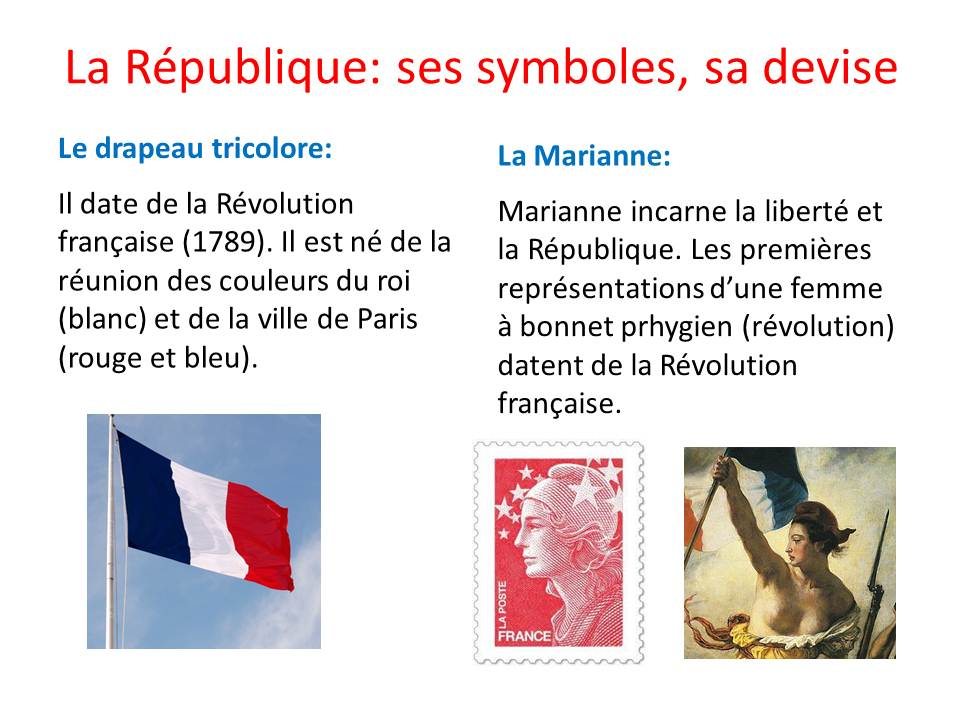 La République: ses symboles, sa devise
Le drapeau tricolore:
Il date de la Révolution
française (1789). Il est né de la
réunion des couleurs du roi
(blanc) et de la ville de Paris
(rouge et bleu).
La Marianne:
Marianne incarne la liberté et
la République. Les premières
représentations d’une femme
à bonnet prhygien (révolution)
datent de la Révolution
française.
LA POSTE
FRANCE